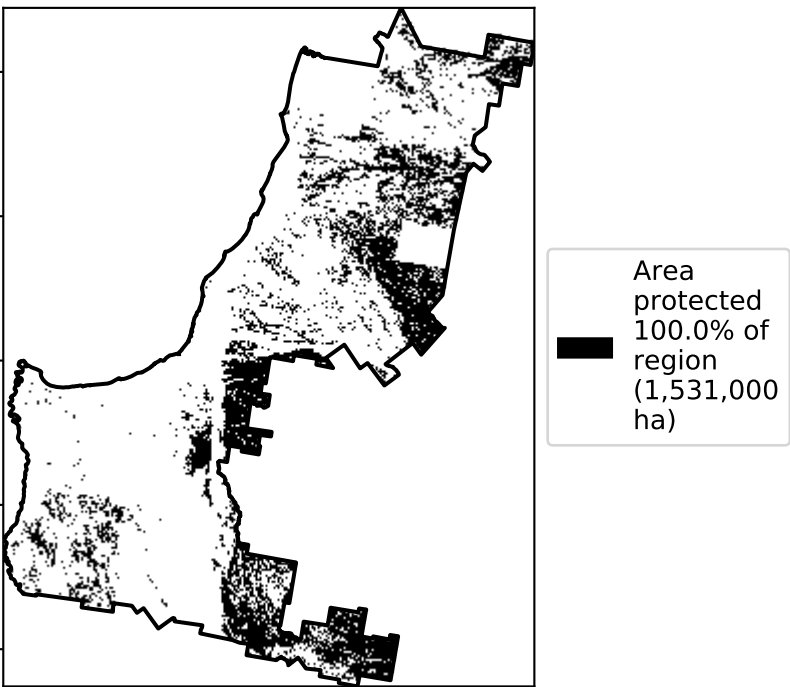 Area
protected
100.0% of
region
(1,531,000
ha)